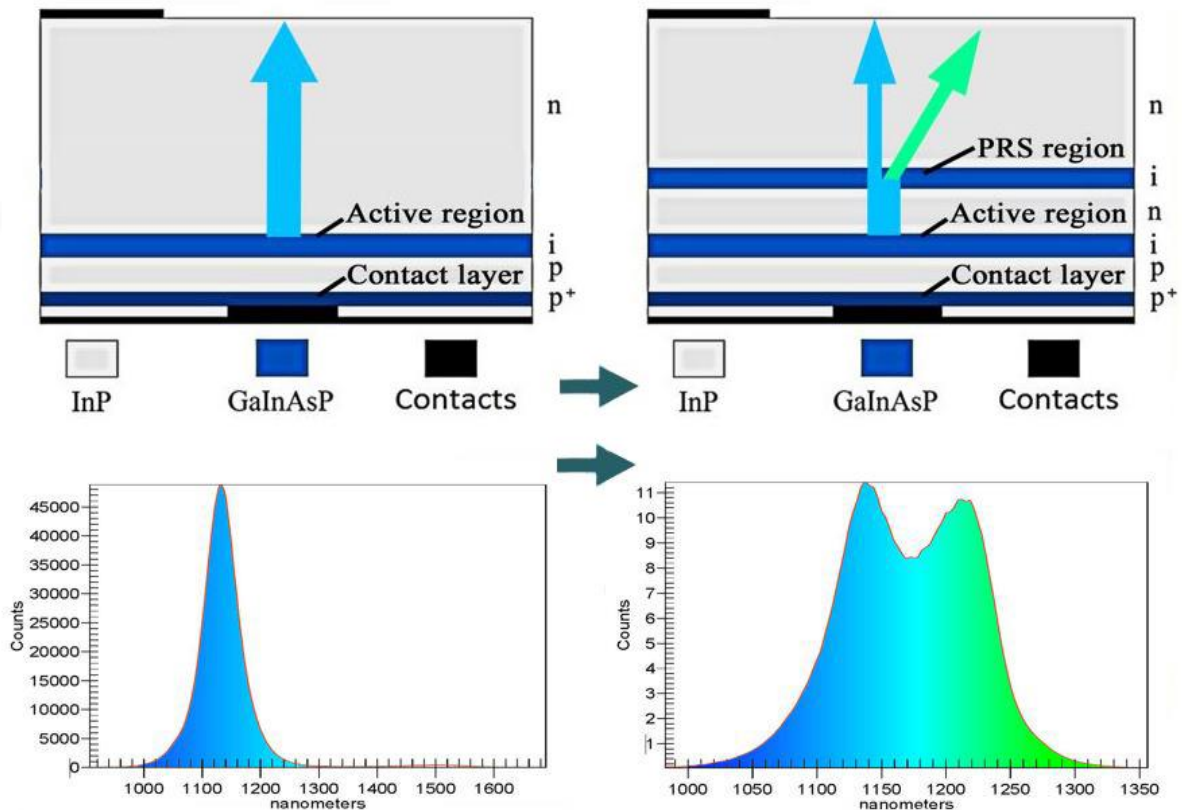 n
Active region
i
p
Contact layer
p+
InP
GaInAsP
Contacts
n
PRS region
i
n
Active region
i
p
Contact layer
p+
InP
GaInAsP
Contacts
45000
40000
35000
30000
25000
20000
15000
10000
5000
0
Counts
1000 1100 1200 1300 1400 1500 1600
nanometers
11
10
9
8
7
6
5
4
3
2
1
Counts
1000 1050 1100 1150 1200 1250 1300 1350
nanometers